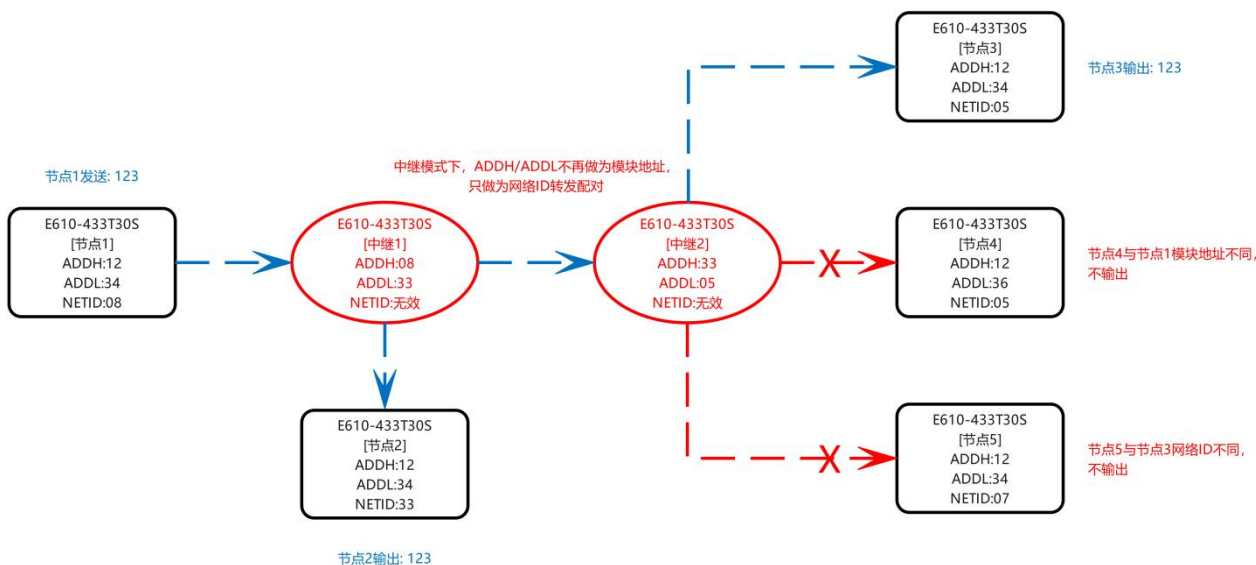 节点1发送: 123
E610-433T30S
[节点1]
ADDH:12
ADDL:34
NETID:08
中继模式下，ADDH/ADDL不再做为模块地址，
只做为网络ID转发配对
E610-433T30S
[中继1]
ADDH:08
ADDL:33
NETID:无效
E610-433T30S
[节点2]
ADDH:12
ADDL:34
NETID:33
节点2输出: 123
E610-433T30S
[中继2]
ADDH:33
ADDL:05
NETID:无效
E610-433T30S
[节点3]
ADDH:12
ADDL:34
NETID:05
节点3输出: 123
X
E610-433T30S
[节点4]
ADDH:12
ADDL:36
NETID:05
节点4与节点1模块地址不同，
不输出
X
E610-433T30S
[节点5]
ADDH:12
ADDL:34
NETID:07
节点5与节点3网络ID不同，
不输出